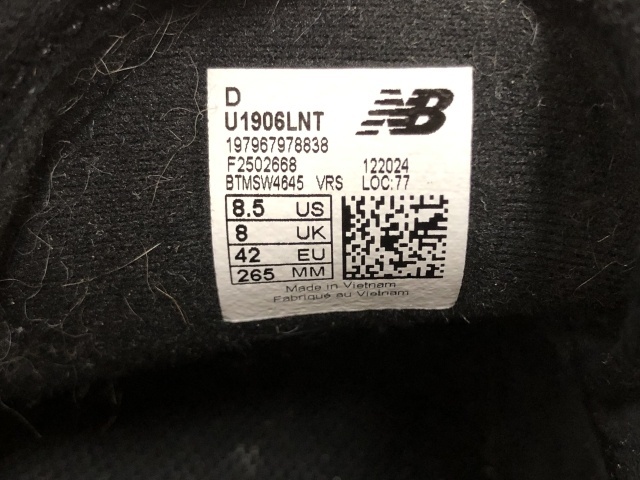 D
NB
U1906LNT
197967978838
F2502668 122024
BTMSW4645 VRS LOC:77
8.5 US
8 UK
42 EU
265 MM
Made in Vietnam
Fabriqué au Vietnam